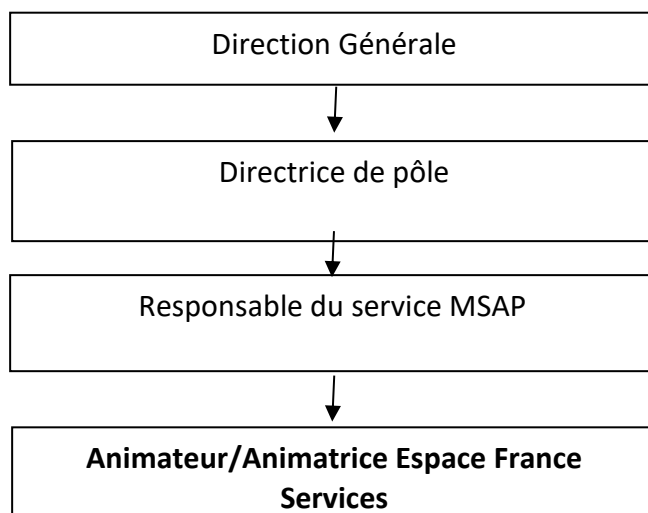 Direction Générale
Directrice de pôle
Responsable du service MSAP
Animateur/Animatrice Espace France
Services